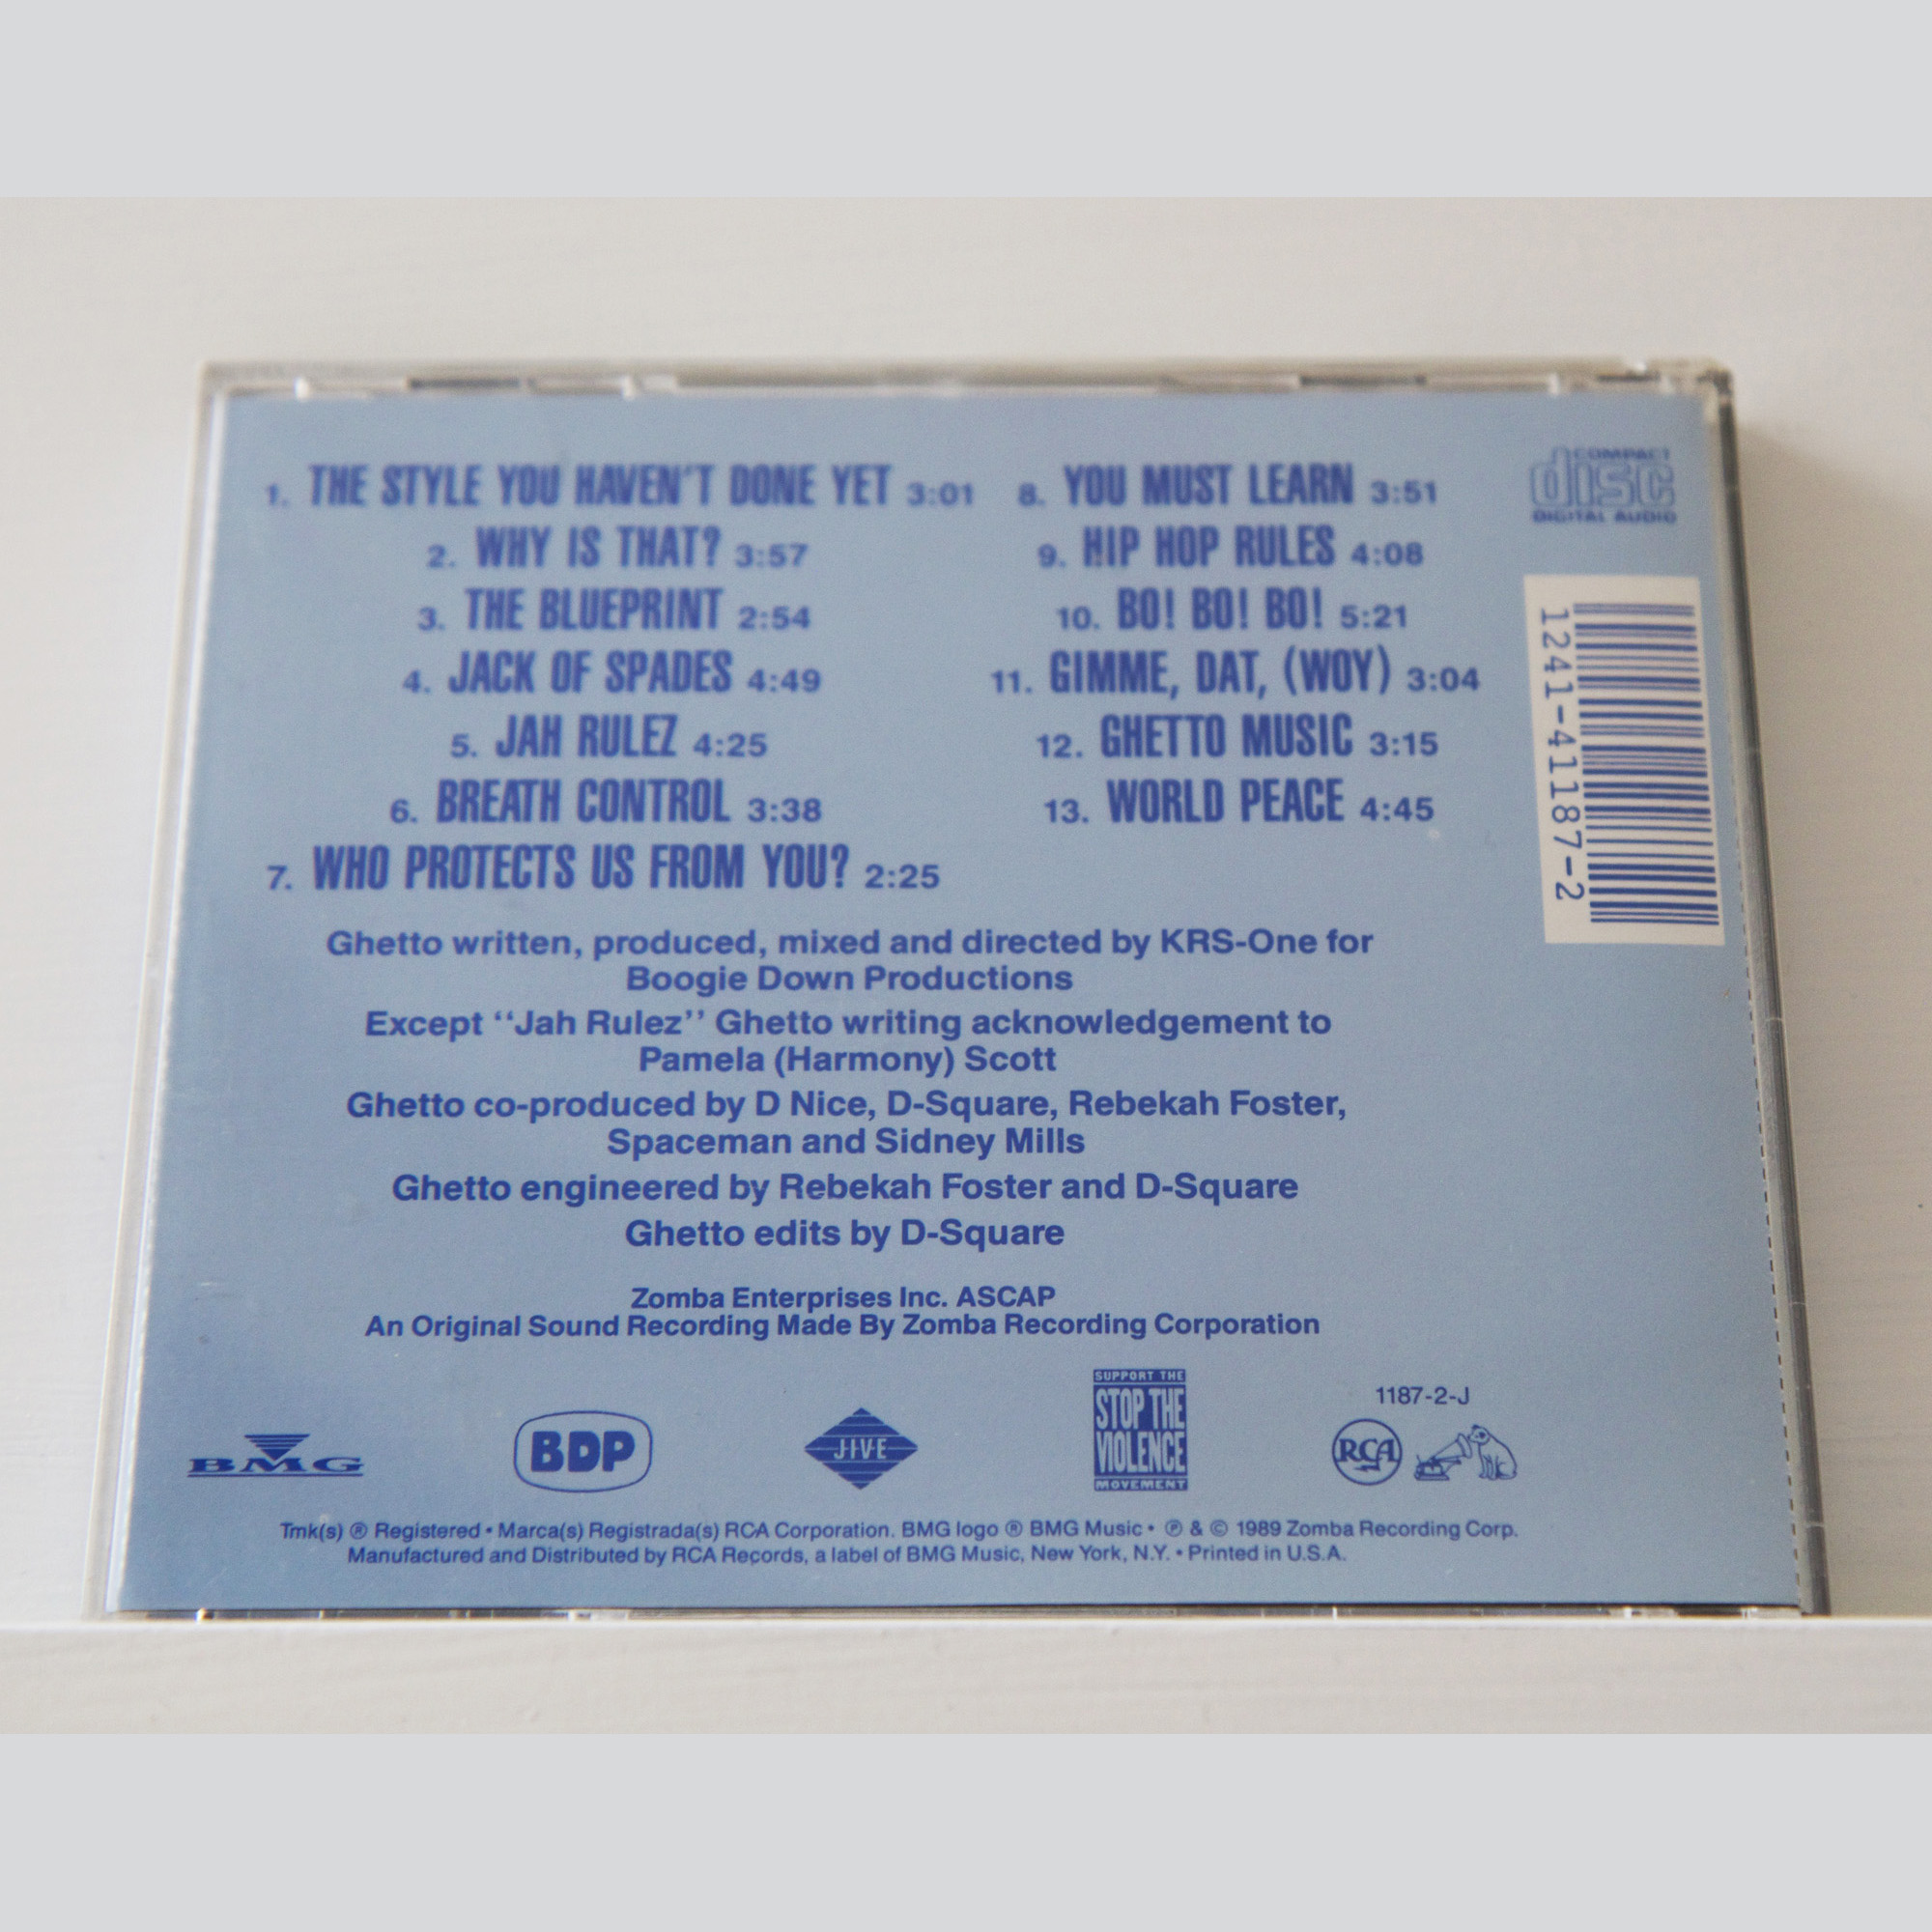 1. THE STYLE YOU HAVEN'T DONE YET 3:01
2. WHY IS THAT? 3:57
3. THE BLUEPRINT 2:54
4. JACK OF SPADES 4:49
5. JAH RULEZ 4:25
6. BREATH CONTROL 3:38
7. WHO PROTECTS US FROM YOU? 2:25
8. YOU MUST LEARN 3:51
9. HIP HOP RULES 4:08
10. BO! BO! BO! 5:21
11. GIMME, DAT, (WOY) 3:04
12. GHETTO MUSIC 3:15
13. WORLD PEACE 4:45
COMPACT
disc
DIGITAL AUDIO
1241-41187-2
Ghetto written, produced, mixed and directed by KRS-One for
Boogie Down Productions
Except ‘‘Jah Rulez’’ Ghetto writing acknowledgement to
Pamela (Harmony) Scott
Ghetto co-produced by D Nice, D-Square, Rebekah Foster,
Spaceman and Sidney Mills
Ghetto engineered by Rebekah Foster and D-Square
Ghetto edits by D-Square
Zomba Enterprises Inc. ASCAP
An Original Sound Recording Made By Zomba Recording Corporation
BMG
BDP
JIVE
SUPPORT THE
STOP THE
VIOLENCE
MOVEMENT
1187-2-J
RCA
Tmk(s) ® Registered • Marca(s) Registrada(s) RCA Corporation. BMG logo ® BMG Music • ℗ & © 1989 Zomba Recording Corp.
Manufactured and Distributed by RCA Records, a label of BMG Music, New York, N.Y. • Printed in U.S.A.